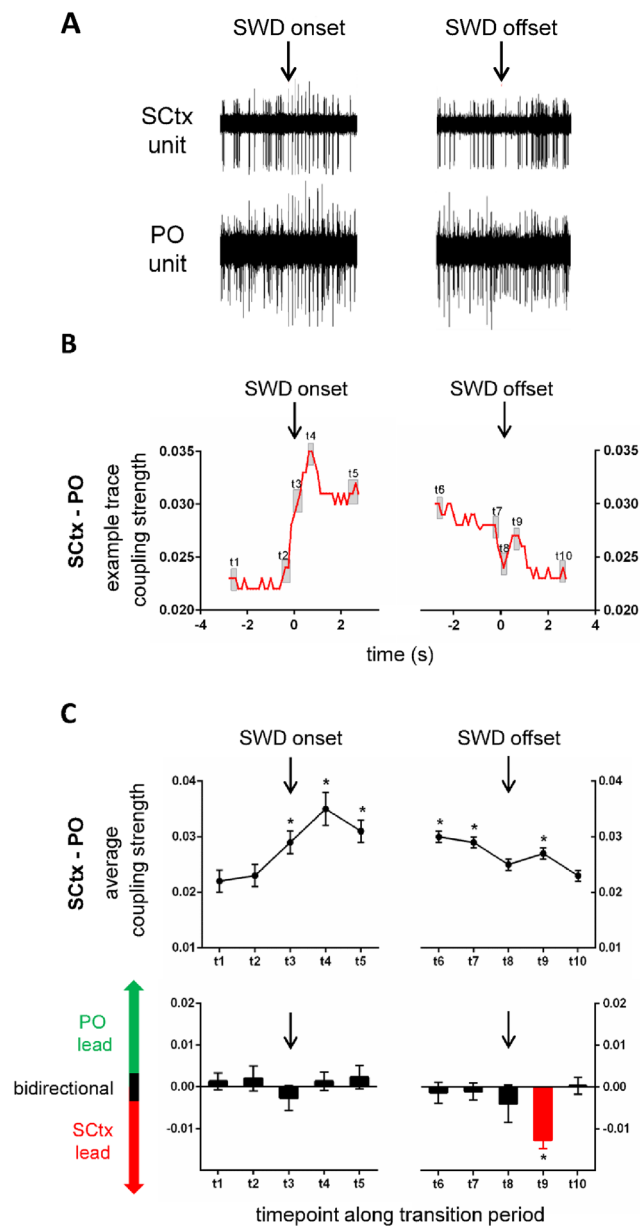 A
SWD onset
SWD offset
SCtx
unit
PO
unit
B
SWD onset
SWD offset
SCtx - PO
example trace
coupling strength
0.035
0.030
0.025
0.020
t1
t2
t3
t4
t5
-4
-2
0
2
t6
t7
t8
t9
t10
0.035
0.030
0.025
0.020
-2
0
2
4
time (s)
C
SWD onset
SWD offset
SCtx - PO
average
coupling strength
0.04
0.03
0.02
0.01
* * *
t1 t2 t3 t4 t5
* * *
0.04
0.03
0.02
0.01
t6 t7 t8 t9 t10
PO
lead
bidirectional
SCtx
lead
0.02
0.01
0.00
-0.01
t1 t2 t3 t4 t5
0.02
0.01
0.00
-0.01
*
t6 t7 t8 t9 t10
timepoint along transition period